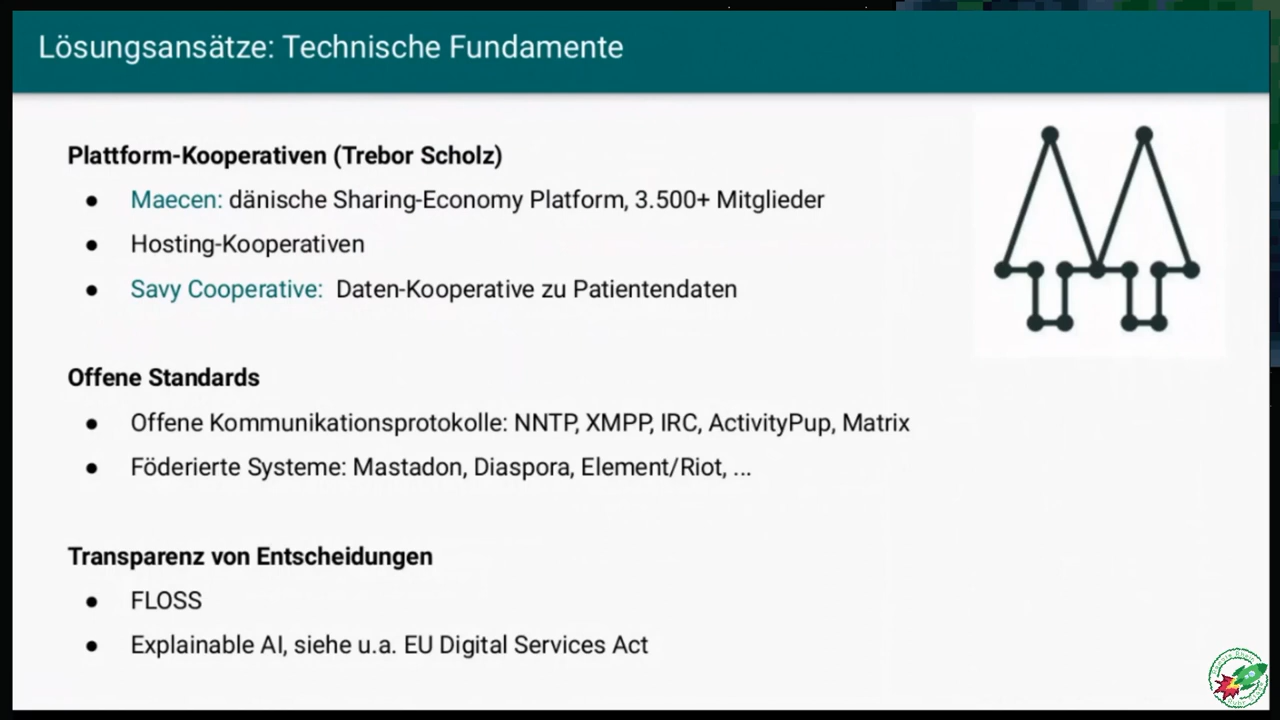 Lösungsansätze: Technische Fundamente
Plattform-Kooperativen (Trebor Scholz)
● Maecen: dänische Sharing-Economy Platform, 3.500+ Mitglieder
● Hosting-Kooperativen
● Savy Cooperative: Daten-Kooperative zu Patientendaten
Offene Standards
● Offene Kommunikationsprotokolle: NNTP, XMPP, IRC, ActivityPup, Matrix
● Föderierte Systeme: Mastadon, Diaspora, Element/Riot, ...
Transparenz von Entscheidungen
● FLOSS
● Explainable AI, siehe u.a. EU Digital Services Act